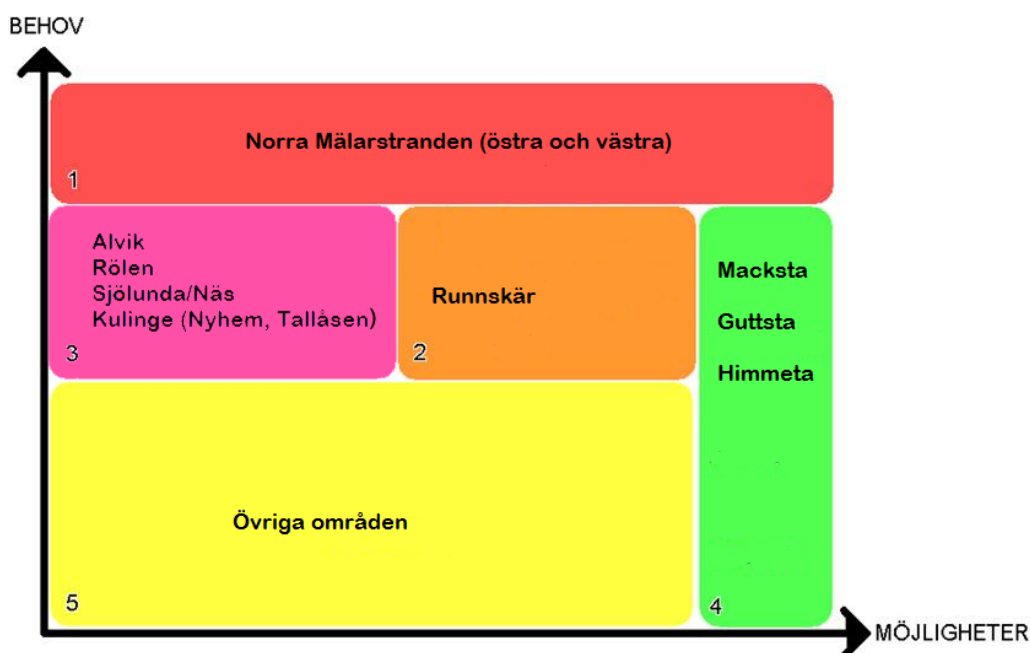 BEHOV
Norra Mälarstranden (östra och västra)
1
Alvik
Rölen
Sjölunda/Näs
Kulinge (Nyhem, Tallåsen)
3
Runnskär
2
Macksta
Guttsta
Himmeta
4
Övriga områden
5
MÖJLIGHETER